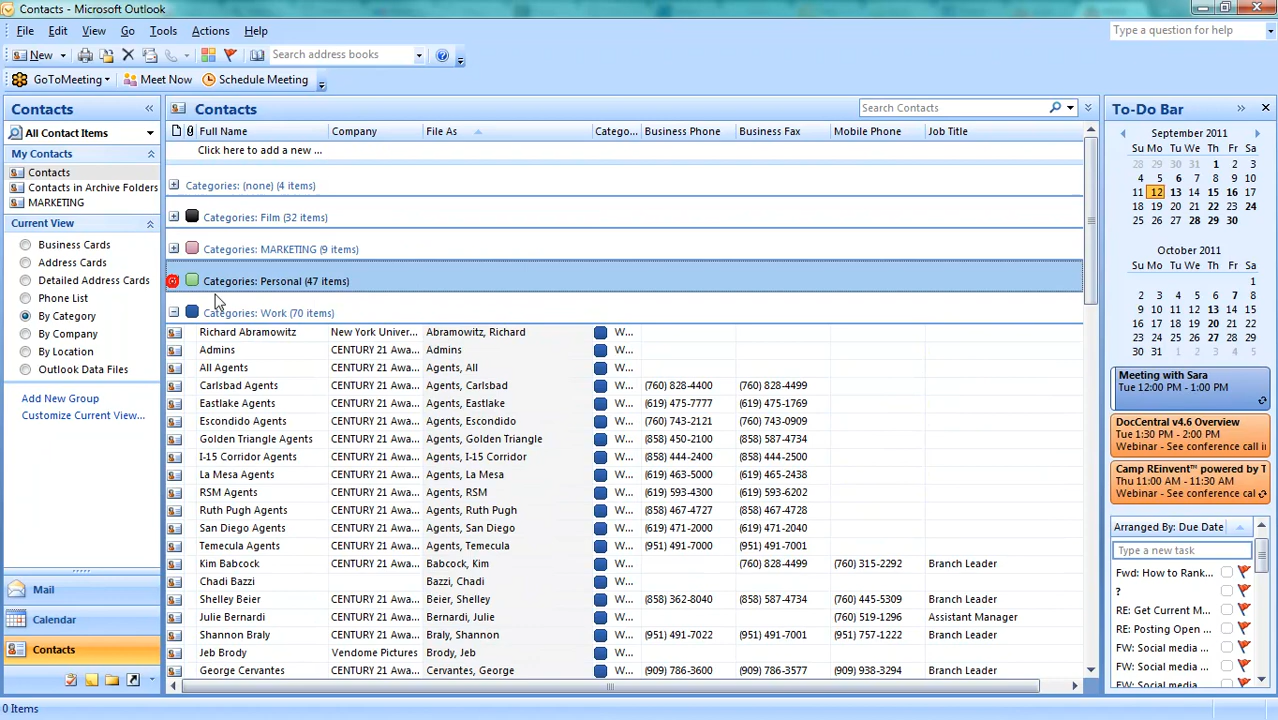 Contacts - Microsoft Outlook
File Edit View Go Tools Actions Help
Type a question for help
New
Search address books
GoToMeeting Meet Now Schedule Meeting
Contacts
All Contact Items
My Contacts
Contacts
Contacts in Archive Folders
MARKETING
Current View
Business Cards
Address Cards
Detailed Address Cards
Phone List
By Category
By Company
By Location
Outlook Data Files
Add New Group
Customize Current View...
Mail
Calendar
Contacts
Contacts
Search Contacts
Full Name Company File As Catego... Business Phone Business Fax Mobile Phone Job Title
Click here to add a new ...
Categories: (none) (4 items)
Categories: Film (32 items)
Categories: MARKETING (9 items)
Categories: Personal (47 items)
Categories: Work (70 items)
Richard Abramowitz New York Univer... Abramowitz, Richard W...
Admins CENTURY 21 Awa... Admins W...
All Agents CENTURY 21 Awa... Agents, All W...
Carlsbad Agents CENTURY 21 Awa... Agents, Carlsbad W... (760) 828-4400 (760) 828-4499
Eastlake Agents CENTURY 21 Awa... Agents, Eastlake W... (619) 475-7777 (619) 475-1769
Escondido Agents CENTURY 21 Awa... Agents, Escondido W... (760) 743-2121 (760) 743-0909
Golden Triangle Agents CENTURY 21 Awa... Agents, Golden Triangle W... (858) 450-2100 (858) 587-4734
I-15 Corridor Agents CENTURY 21 Awa... Agents, I-15 Corridor W... (858) 444-2400 (858) 444-2500
La Mesa Agents CENTURY 21 Awa... Agents, La Mesa W... (619) 463-5000 (619) 465-2438
RSM Agents CENTURY 21 Awa... Agents, RSM W... (619) 593-4300 (619) 593-6202
Ruth Pugh Agents CENTURY 21 Awa... Agents, Ruth Pugh W... (858) 467-4727 (858) 467-4728
San Diego Agents CENTURY 21 Awa... Agents, San Diego W... (619) 471-2000 (619) 471-2040
Temecula Agents CENTURY 21 Awa... Agents, Temecula W... (951) 491-7000 (951) 491-7001
Kim Babcock CENTURY 21 Awa... Babcock, Kim W... (760) 828-4499 (760) 315-2292 Branch Leader
Chadi Bazzi CENTURY 21 Awa... Bazzi, Chadi W...
Shelley Beier CENTURY 21 Awa... Beier, Shelley W... (858) 362-8040 (858) 587-4734 (760) 445-5309 Branch Leader
Julie Bernardi CENTURY 21 Awa... Bernardi, Julie W... (760) 519-1296 Assistant Manager
Shannon Braly CENTURY 21 Awa... Braly, Shannon W... (951) 491-7022 (951) 491-7001 (951) 757-1222 Branch Leader
Jeb Brody Vendome Pictures Brody, Jeb W...
George Cervantes CENTURY 21 Awa... Cervantes, George W... (909) 786-3600 (909) 786-3577 (909) 938-3294 Branch Leader
To-Do Bar
September 2011
Su Mo Tu We Th Fr Sa
28 29 30 31 1 2 3
4 5 6 7 8 9 10
11 12 13 14 15 16 17
18 19 20 21 22 23 24
25 26 27 28 29 30
October 2011
Su Mo Tu We Th Fr Sa
1
2 3 4 5 6 7 8
9 10 11 12 13 14 15
16 17 18 19 20 21 22
23 24 25 26 27 28 29
30 31 1 2 3 4 5
Meeting with Sara
Tue 12:00 PM - 1:00 PM
DocCentral v4.6 Overview
Tue 1:30 PM - 2:00 PM
Webinar - See conference call in
Camp REinvent™ powered by T
Thu 11:00 AM - 11:30 AM
Webinar - See conference call
Arranged By: Due Date
Type a new task
Fwd: How to Rank...
?
RE: Get Current M...
RE: Posting Open ...
FW: Social media ...
FW: Social media ...
FW: Social media
0 Items